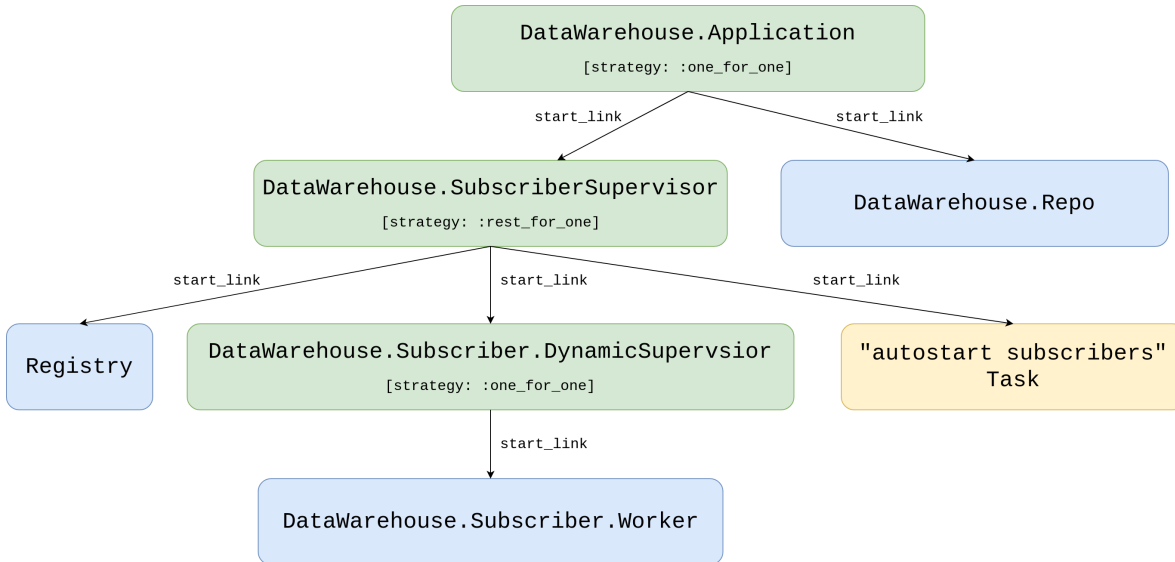 DataWarehouse.Application
[strategy: :one_for_one]
start_link
start_link
DataWarehouse.SubscriberSupervisor
[strategy: :rest_for_one]
DataWarehouse.Repo
start_link
start_link
start_link
Registry
DataWarehouse.Subscriber.DynamicSupervsior
[strategy: :one_for_one]
"autostart subscribers"
Task
start_link
DataWarehouse.Subscriber.Worker